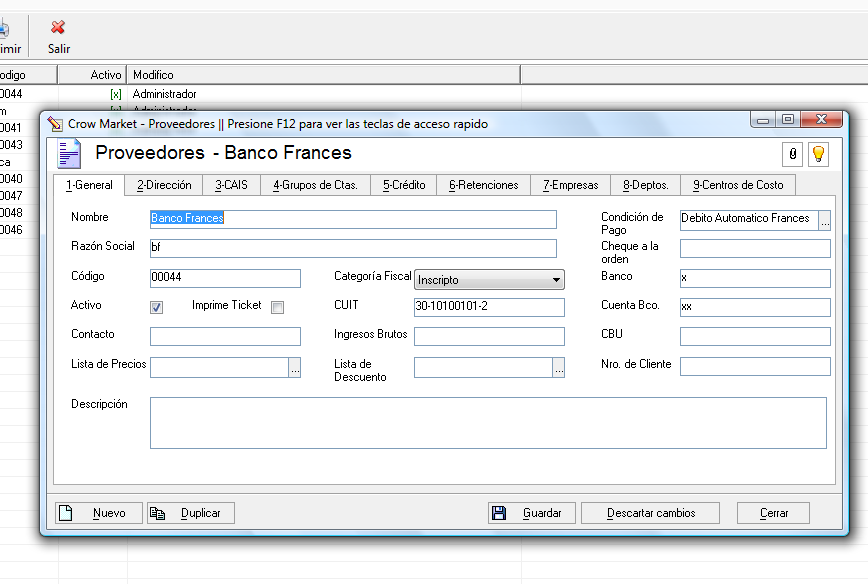 imir
Salir
odigo Activo Modifico
0044 [x] Administrador
m
0041
0043
ca
0040
0047
0048
0046
Crow Market - Proveedores || Presione F12 para ver las teclas de acceso rapido
Proveedores - Banco Frances
1-General 2-Dirección 3-CAIS 4-Grupos de Ctas. 5-Crédito 6-Retenciones 7-Empresas 8-Deptos. 9-Centros de Costo
Nombre Banco Frances Condición de Pago Debito Automatico Frances ...
Razón Social bf Cheque a la orden
Código 00044 Categoría Fiscal Inscripto Banco x
Activo Imprime Ticket CUIT 30-10100101-2 Cuenta Bco. xx
Contacto Ingresos Brutos CBU
Lista de Precios ... Lista de Descuento ... Nro. de Cliente
Descripción
Nuevo Duplicar Guardar Descartar cambios Cerrar